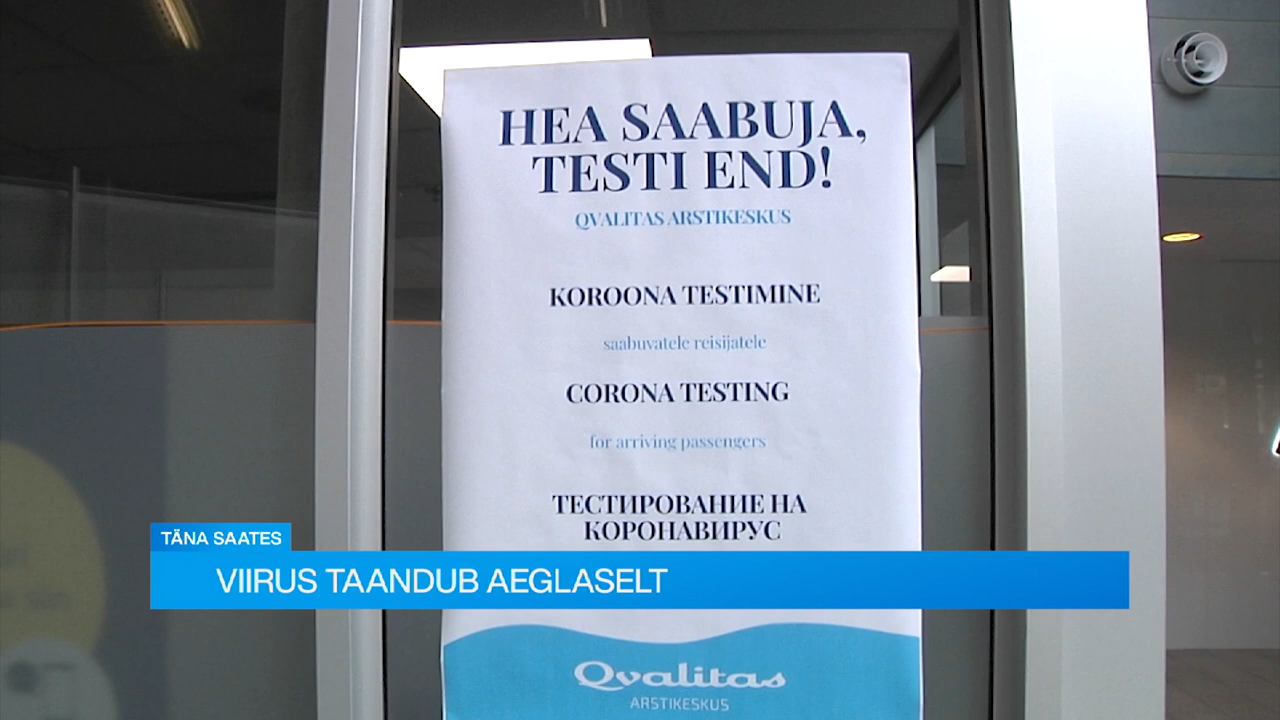 HEA SAABUJA,
TESTI END!
QVALITAS ARSTIKESKUS
KOROONA TESTIMINE
saabuvatele reisijatele
CORONA TESTING
for arriving passengers
ТЕСТИРОВАНИЕ НА
КОРОНАВИРУС
TÄNA SAATES
VIIRUS TAANDUB AEGLASELT
Qvalitas
ARSTIKESKUS